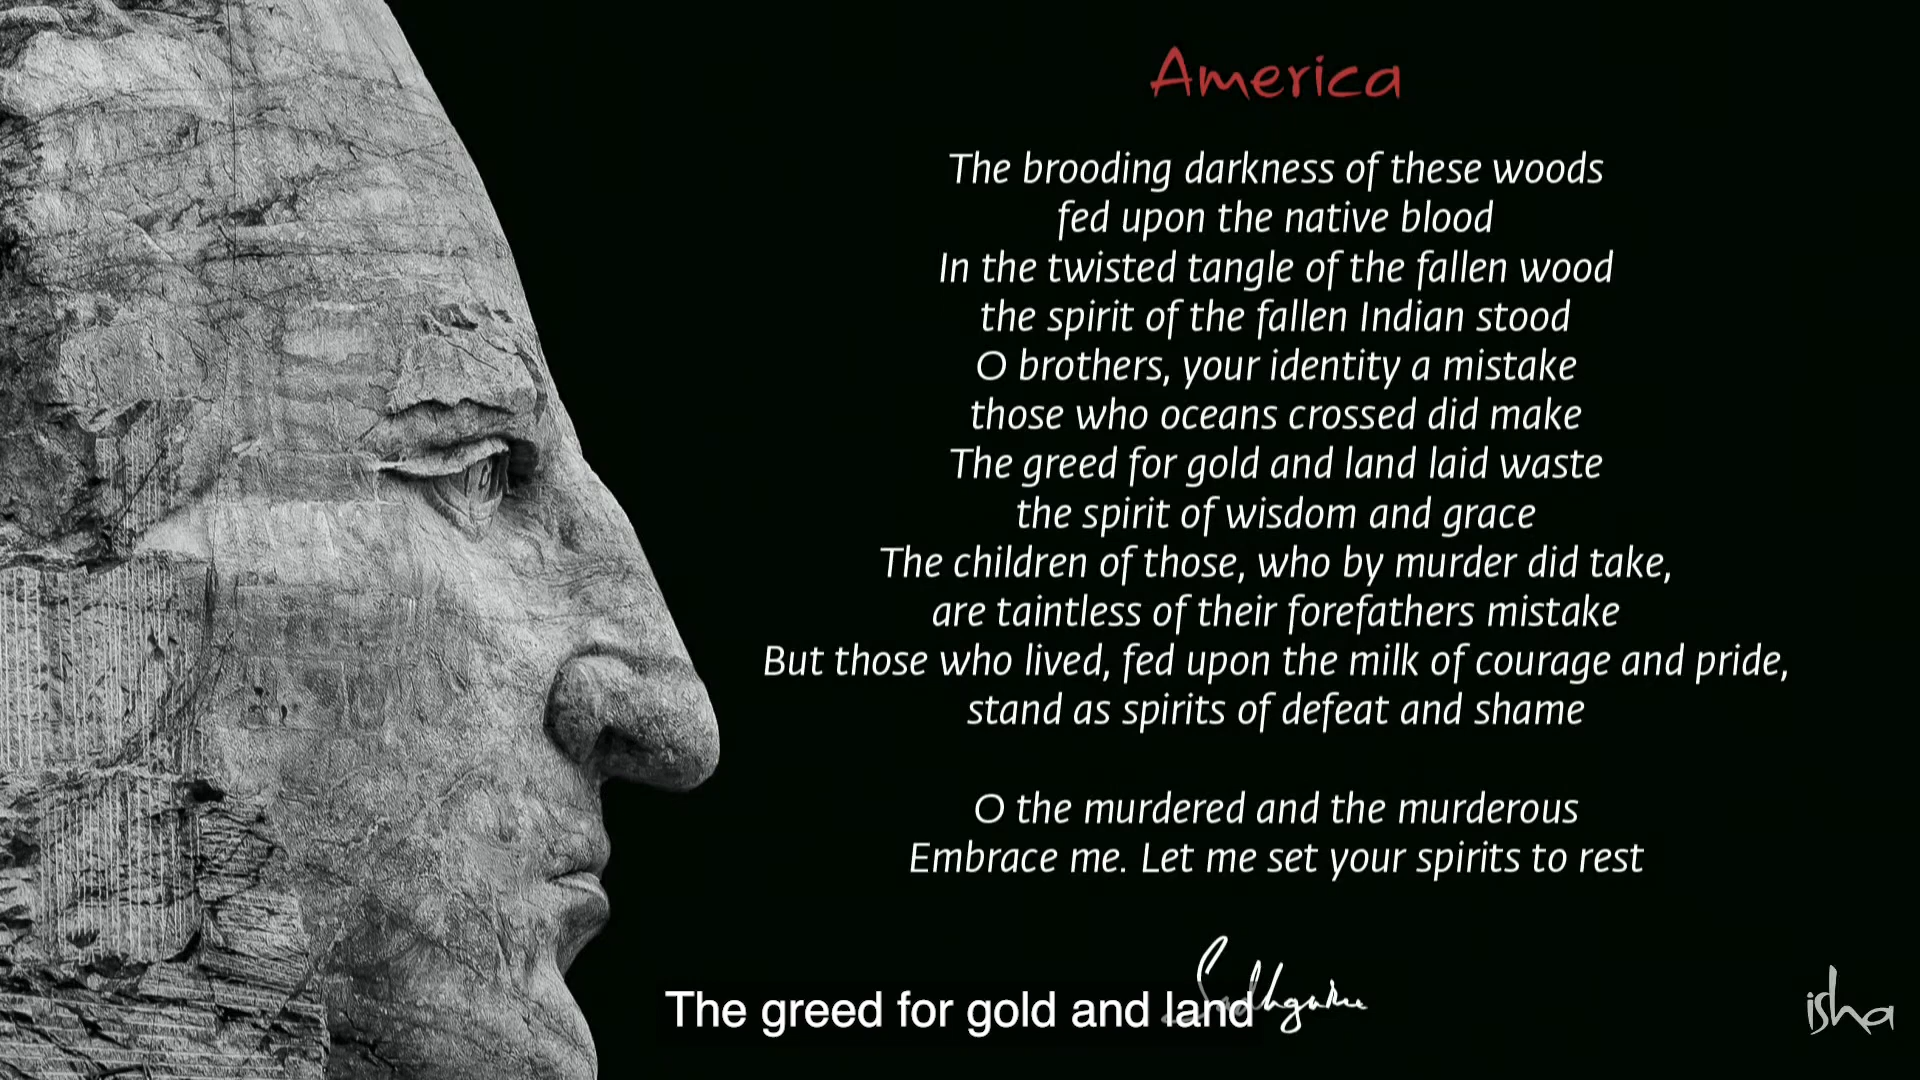 America
The brooding darkness of these woods
fed upon the native blood
In the twisted tangle of the fallen wood
the spirit of the fallen Indian stood
O brothers, your identity a mistake
those who oceans crossed did make
The greed for gold and land laid waste
the spirit of wisdom and grace
The children of those, who by murder did take,
are taintless of their forefathers mistake
But those who lived, fed upon the milk of courage and pride,
stand as spirits of defeat and shame
O the murdered and the murderous
Embrace me. Let me set your spirits to rest
Sadhguru
The greed for gold and land
isha